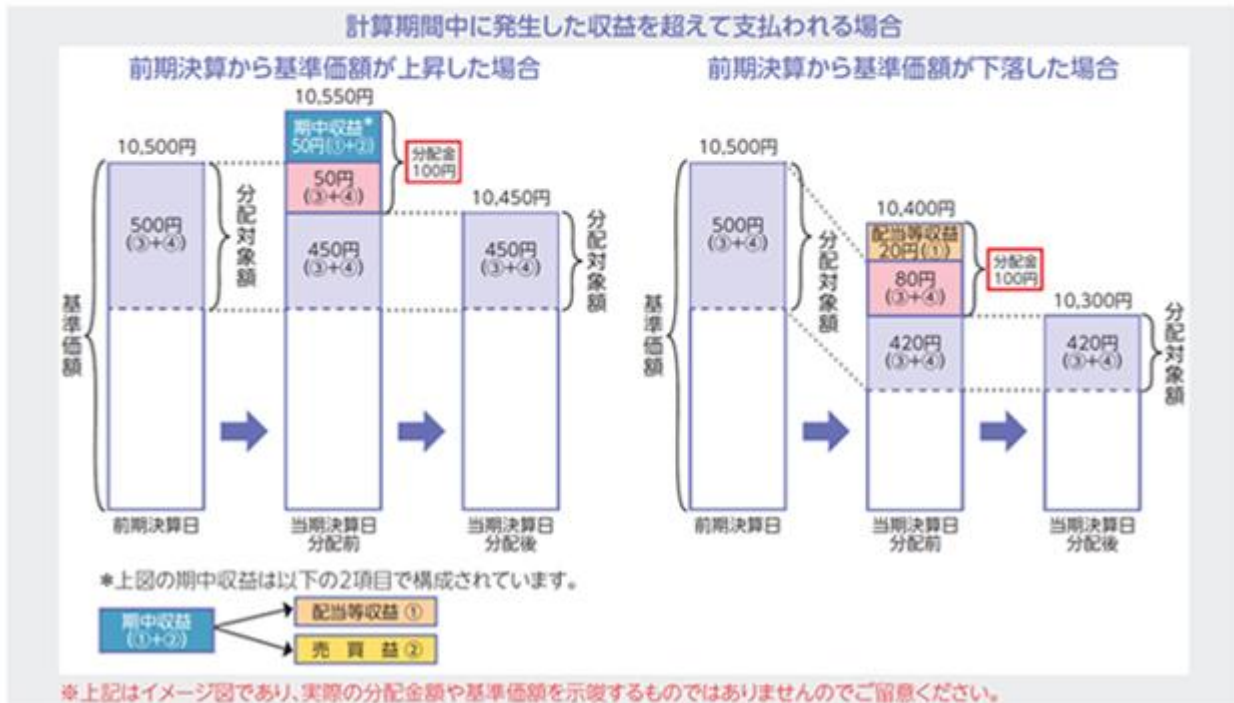 計算期間中に発生した収益を超えて支払われる場合
前期決算から基準価額が上昇した場合
10,500円
500円
(③+④)
分配対象額
基準価額
前期決算日
10,550円
期中収益*
50円(①+②)
50円
(③+④)
450円
(③+④)
分配金
100円
当期決算日
分配前
10,450円
450円
(③+④)
分配対象額
当期決算日
分配後
前期決算から基準価額が下落した場合
10,500円
500円
(③+④)
分配対象額
基準価額
前期決算日
10,400円
配当等収益
20円(①)
80円
(③+④)
420円
(③+④)
分配金
100円
当期決算日
分配前
10,300円
420円
(③+④)
分配対象額
当期決算日
分配後
*上図の期中収益は以下の2項目で構成されています。
期中収益
(①+②)
配当等収益 ①
売 買 益 ②
※上記はイメージ図であり、実際の分配金額や基準価額を示唆するものではありませんのでご留意ください。